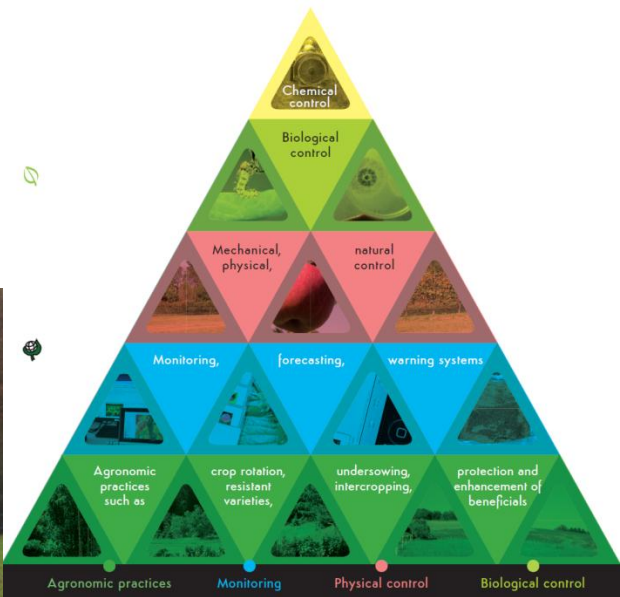 Chemical
control
Biological
control
Mechanical,
physical,
natural
control
Monitoring,
forecasting,
warning systems
Agronomic
practices
such as
crop rotation,
resistant
varieties,
undersowing,
intercropping,
protection and
enhancement of
beneficials
Agronomic practices
Monitoring
Physical control
Biological control